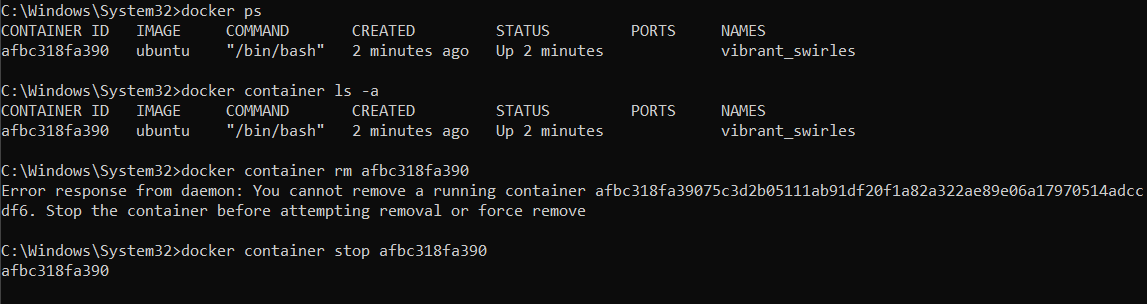 C:\Windows\System32>docker ps
CONTAINER ID   IMAGE     COMMAND       CREATED         STATUS         PORTS     NAMES
afbc318fa390   ubuntu    "/bin/bash"   2 minutes ago   Up 2 minutes             vibrant_swirles
C:\Windows\System32>docker container ls -a
CONTAINER ID   IMAGE     COMMAND       CREATED         STATUS         PORTS     NAMES
afbc318fa390   ubuntu    "/bin/bash"   2 minutes ago   Up 2 minutes             vibrant_swirles
C:\Windows\System32>docker container rm afbc318fa390
Error response from daemon: You cannot remove a running container afbc318fa39075c3d2b05111ab91df20f1a82a322ae89e06a17970514adcc
df6. Stop the container before attempting removal or force remove
C:\Windows\System32>docker container stop afbc318fa390
afbc318fa390